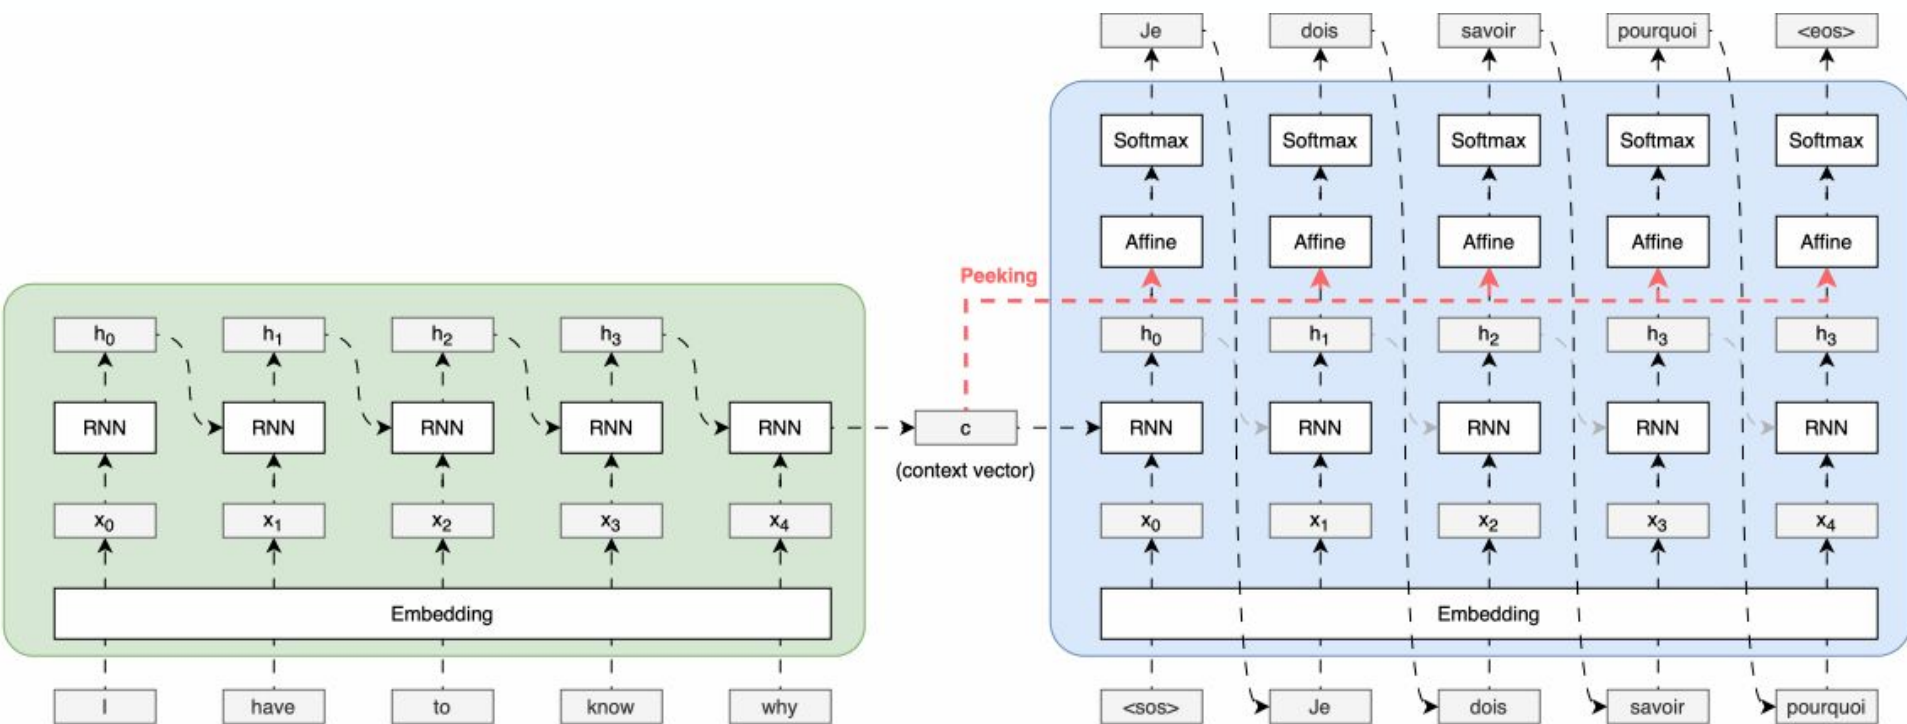 Je dois savoir pourquoi <eos>
Softmax Softmax Softmax Softmax Softmax
Affine Affine Affine Affine Affine
Peeking
h0 h1 h2 h3 h0 h1 h2 h3 h3
RNN RNN RNN RNN RNN c RNN RNN RNN RNN RNN
(context vector)
x0 x1 x2 x3 x4 x0 x1 x2 x3 x4
Embedding Embedding
I have to know why <sos> Je dois savoir pourquoi